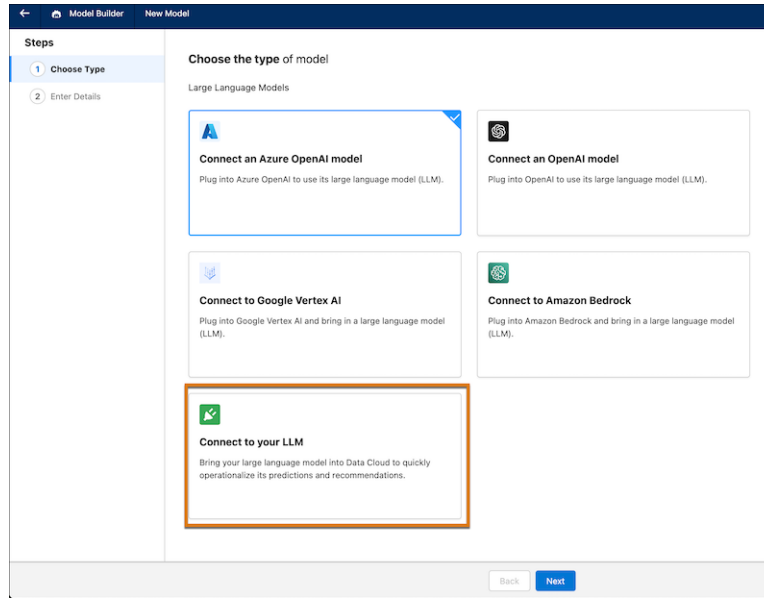 Model Builder New Model
Steps
1 Choose Type
2 Enter Details
Choose the type of model
Large Language Models
Connect an Azure OpenAI model
Plug into Azure OpenAI to use its large language model (LLM).
Connect an OpenAI model
Plug into OpenAI to use its large language model (LLM).
Connect to Google Vertex AI
Plug into Google Vertex AI and bring in a large language model
(LLM).
Connect to Amazon Bedrock
Plug into Amazon Bedrock and bring in a large language model
(LLM).
Connect to your LLM
Bring your large language model into Data Cloud to quickly
operationalize its predictions and recommendations.
Back Next